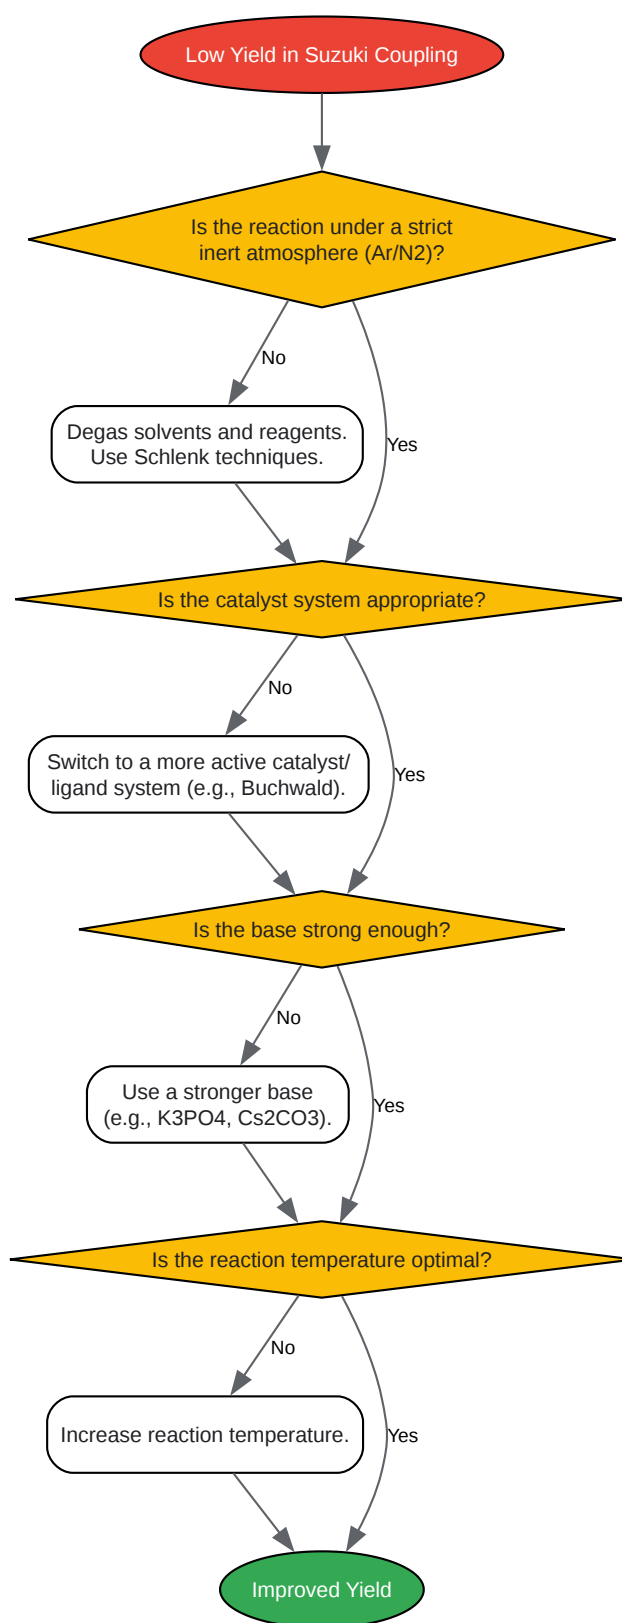 Low Yield in Suzuki Coupling
Is the reaction under a strict
inert atmosphere (Ar/N2)?
No
Degas solvents and reagents.
Use Schlenk techniques.
Yes
Is the catalyst system appropriate?
No
Switch to a more active catalyst/
ligand system (e.g., Buchwald).
Yes
Is the base strong enough?
No
Use a stronger base
(e.g., K3PO4, Cs2CO3).
Yes
Is the reaction temperature optimal?
No
Increase reaction temperature.
Yes
Improved Yield